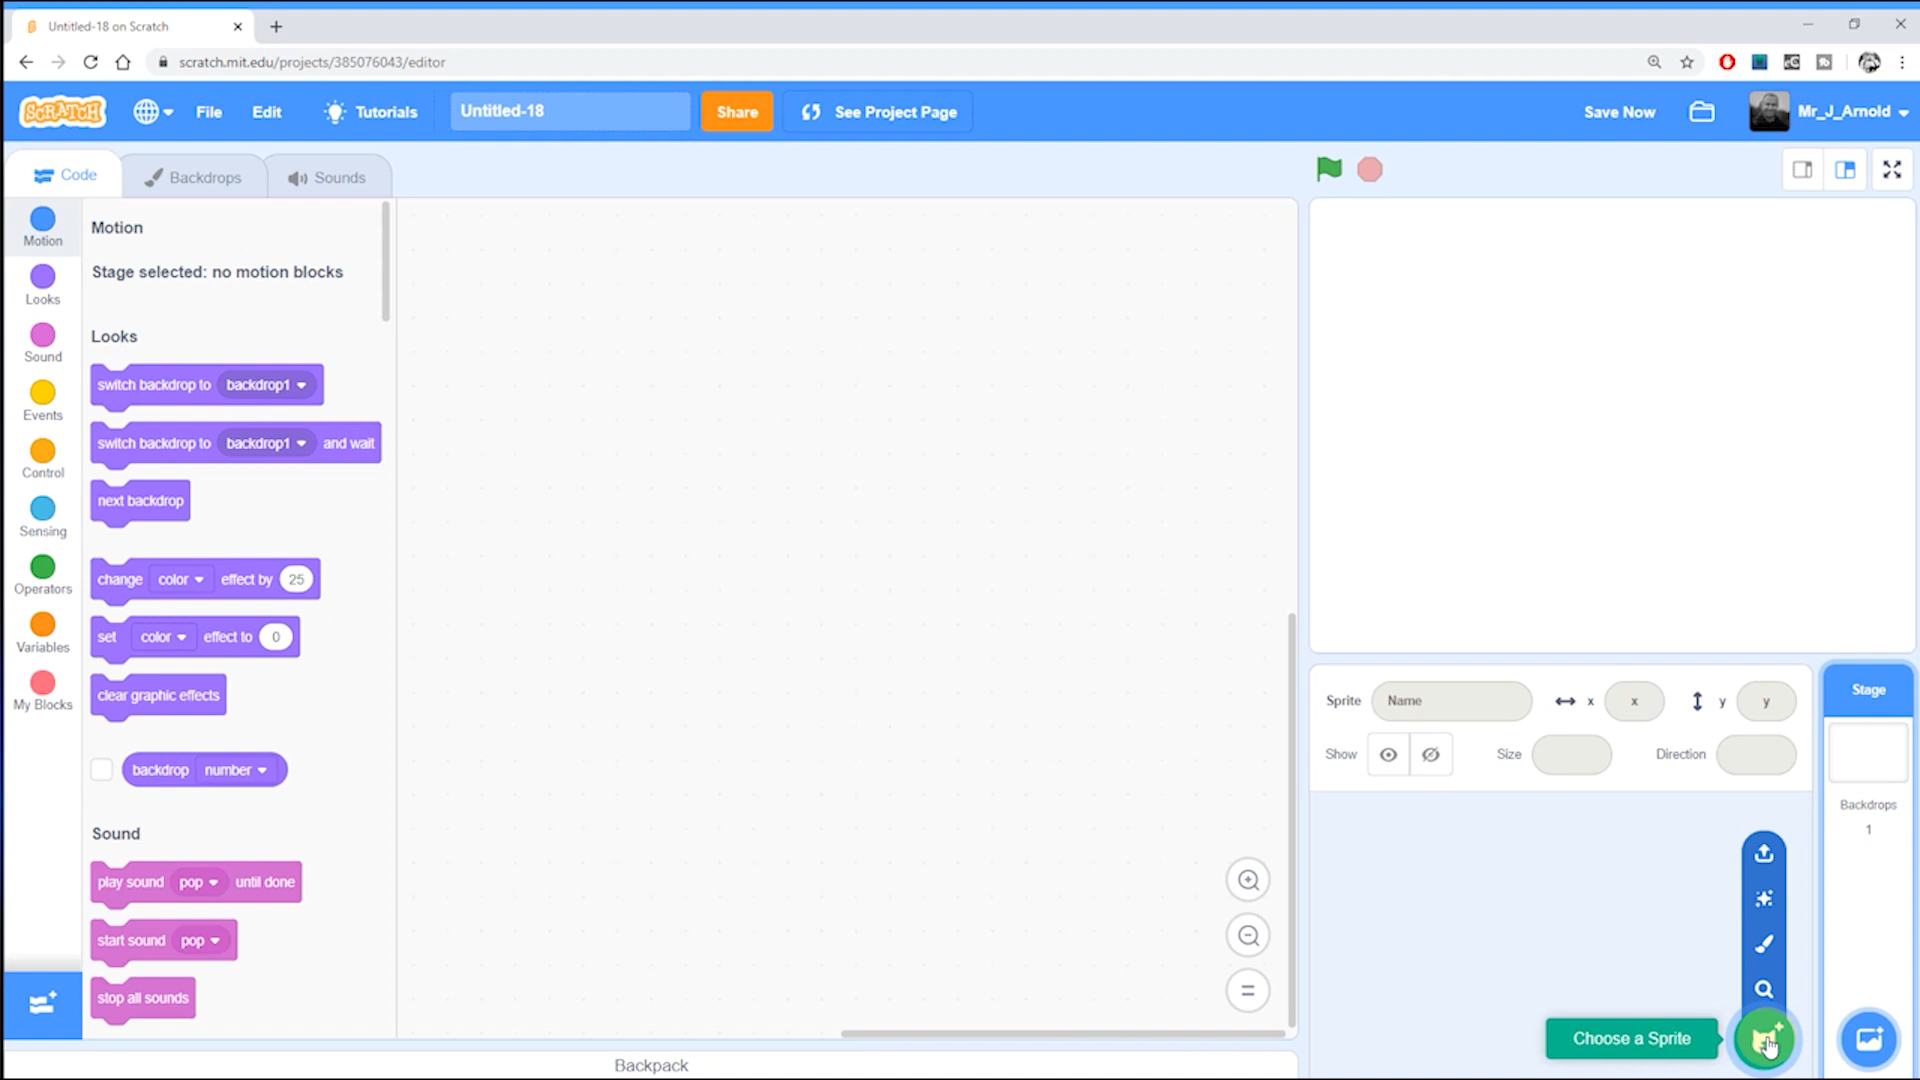 Untitled-18 on Scratch
scratch.mit.edu/projects/385076043/editor
SCRATCH
File
Edit
Tutorials
Untitled-18
Share
See Project Page
Save Now
Mr_J_Arnold
Code
Backdrops
Sounds
Motion
Looks
Sound
Events
Control
Sensing
Operators
Variables
My Blocks
Motion
Stage selected: no motion blocks
Looks
switch backdrop to backdrop1
switch backdrop to backdrop1 and wait
next backdrop
change color effect by 25
set color effect to 0
clear graphic effects
backdrop number
Sound
play sound pop until done
start sound pop
stop all sounds
Backpack
Sprite Name x x y y
Show Size Direction
Stage
Backdrops
1
Choose a Sprite